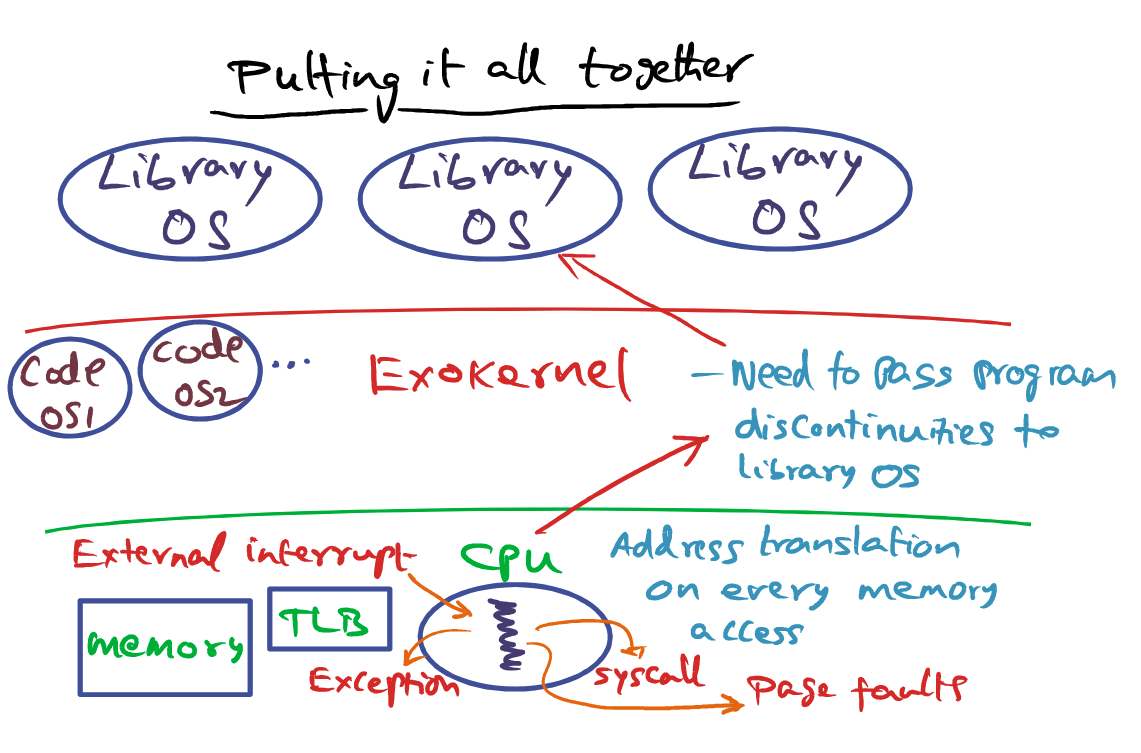 Putting it all together
Library
OS
Library
OS
Library
OS
Code
OS1
Code
OS2
...
Exokernel
- Need to pass program
discontinuities to
library OS
External interrupt
CPU
Address translation
on every memory
access
memory
TLB
Exception
syscall
Page faults